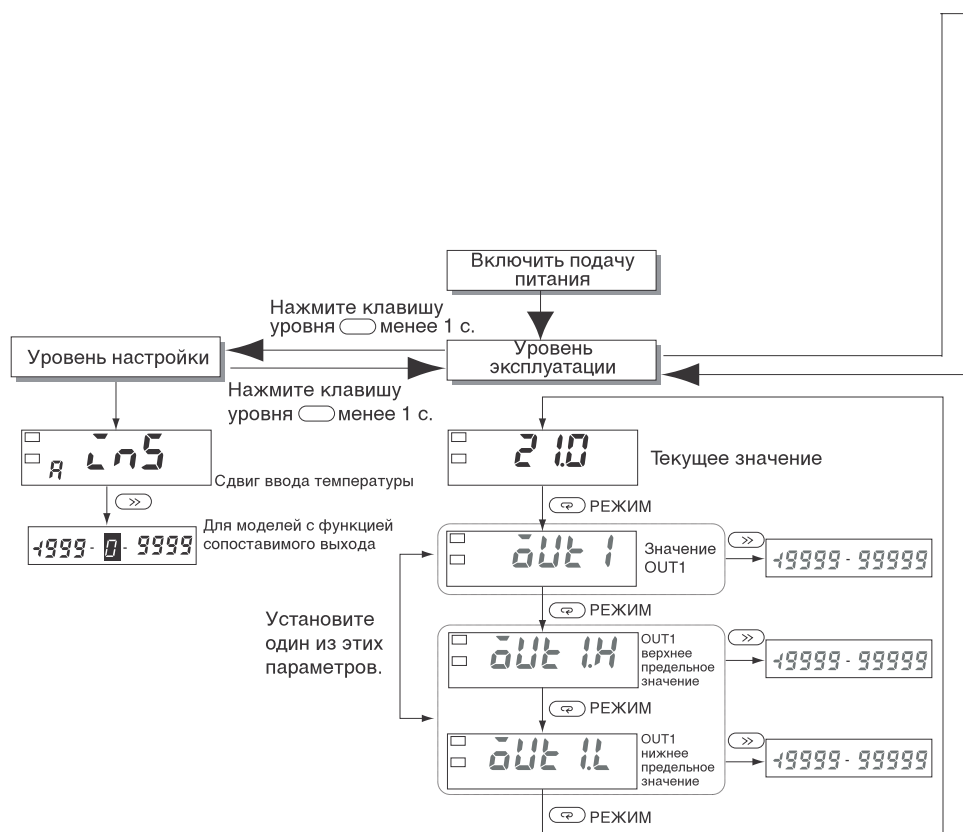 Включить подачу
питания
Нажмите клавишу
уровня менее 1 с.
Уровень настройки
Уровень
эксплуатации
Нажмите клавишу
уровня менее 1 с.
A inS
Сдвиг ввода температуры
21.0
Текущее значение
РЕЖИМ
-1999 - 0 - 9999
Для моделей с функцией
сопоставимого выхода
oUt 1
Значение
OUT1
-19999 - 99999
РЕЖИМ
Установите
один из этих
параметров.
oUt 1.H
OUT1
верхнее
предельное
значение
-19999 - 99999
РЕЖИМ
oUt 1.L
OUT1
нижнее
предельное
значение
-19999 - 99999
РЕЖИМ